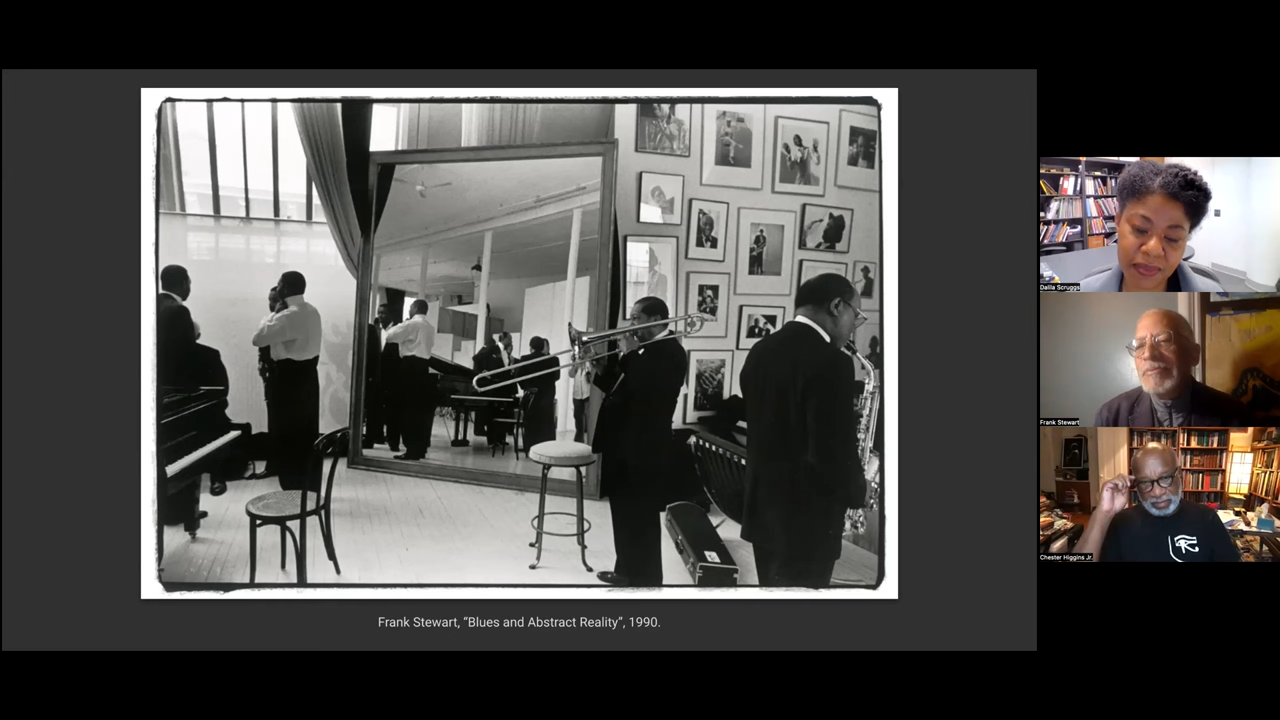 Frank Stewart, “Blues and Abstract Reality”, 1990.
Dalila Scruggs
Frank Stewart
Chester Higgins Jr.